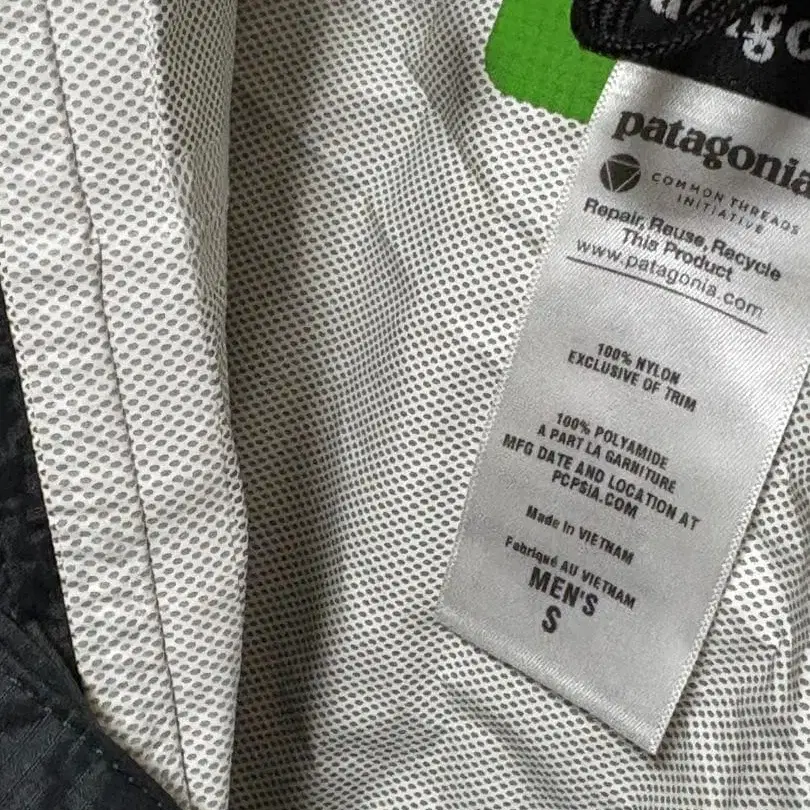 patagonia
COMMON THREADS
INITIATIVE
Repair, Reuse, Recycle
This Product
www.patagonia.com
100% NYLON
EXCLUSIVE OF TRIM
100% POLYAMIDE
A PART LA GARNITURE
MFG DATE AND LOCATION AT
PCPSIA.COM
Made in VIETNAM
Fabriqué AU VIETNAM
MEN'S
S